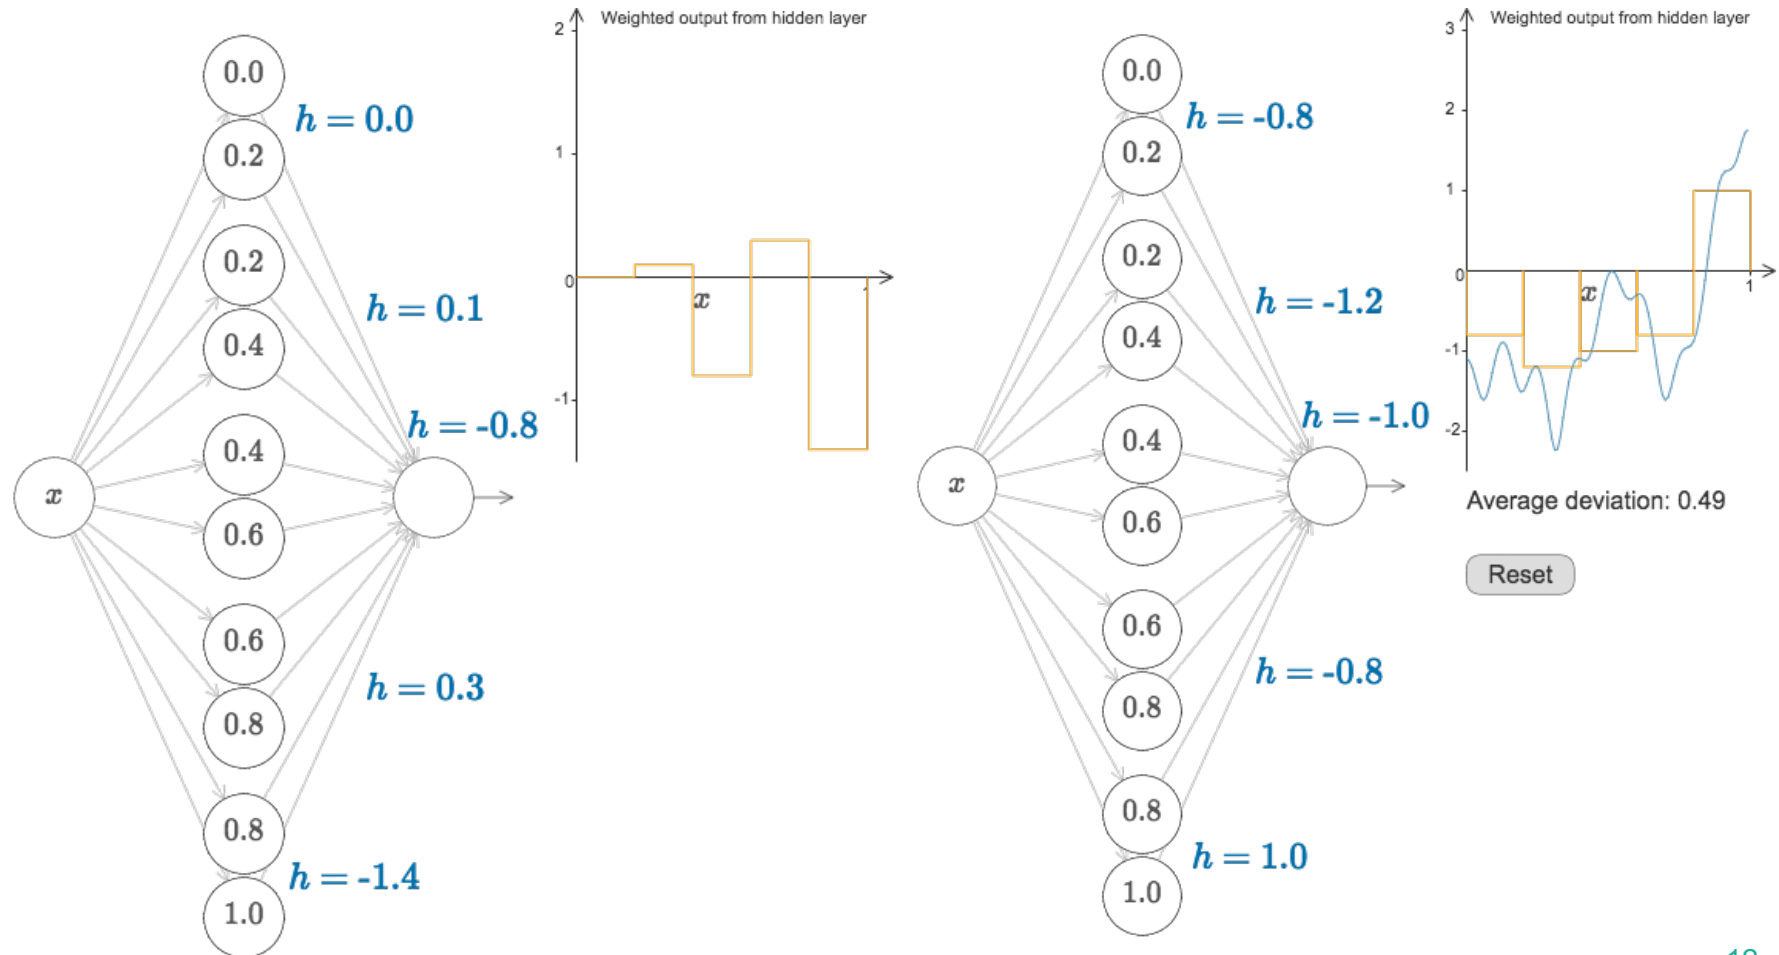 0.0
h = 0.0
0.2
0.2
h = 0.1
0.4
h = -0.8
0.4
x
0.6
0.6
h = 0.3
0.8
0.8
h = -1.4
1.0
Weighted output from hidden layer
2
1
0
x
-1
0.0
h = -0.8
0.2
0.2
h = -1.2
0.4
h = -1.0
0.4
x
0.6
0.6
h = -0.8
0.8
0.8
h = 1.0
1.0
Weighted output from hidden layer
3
2
1
0
x
1
-1
-2
Average deviation: 0.49
Reset